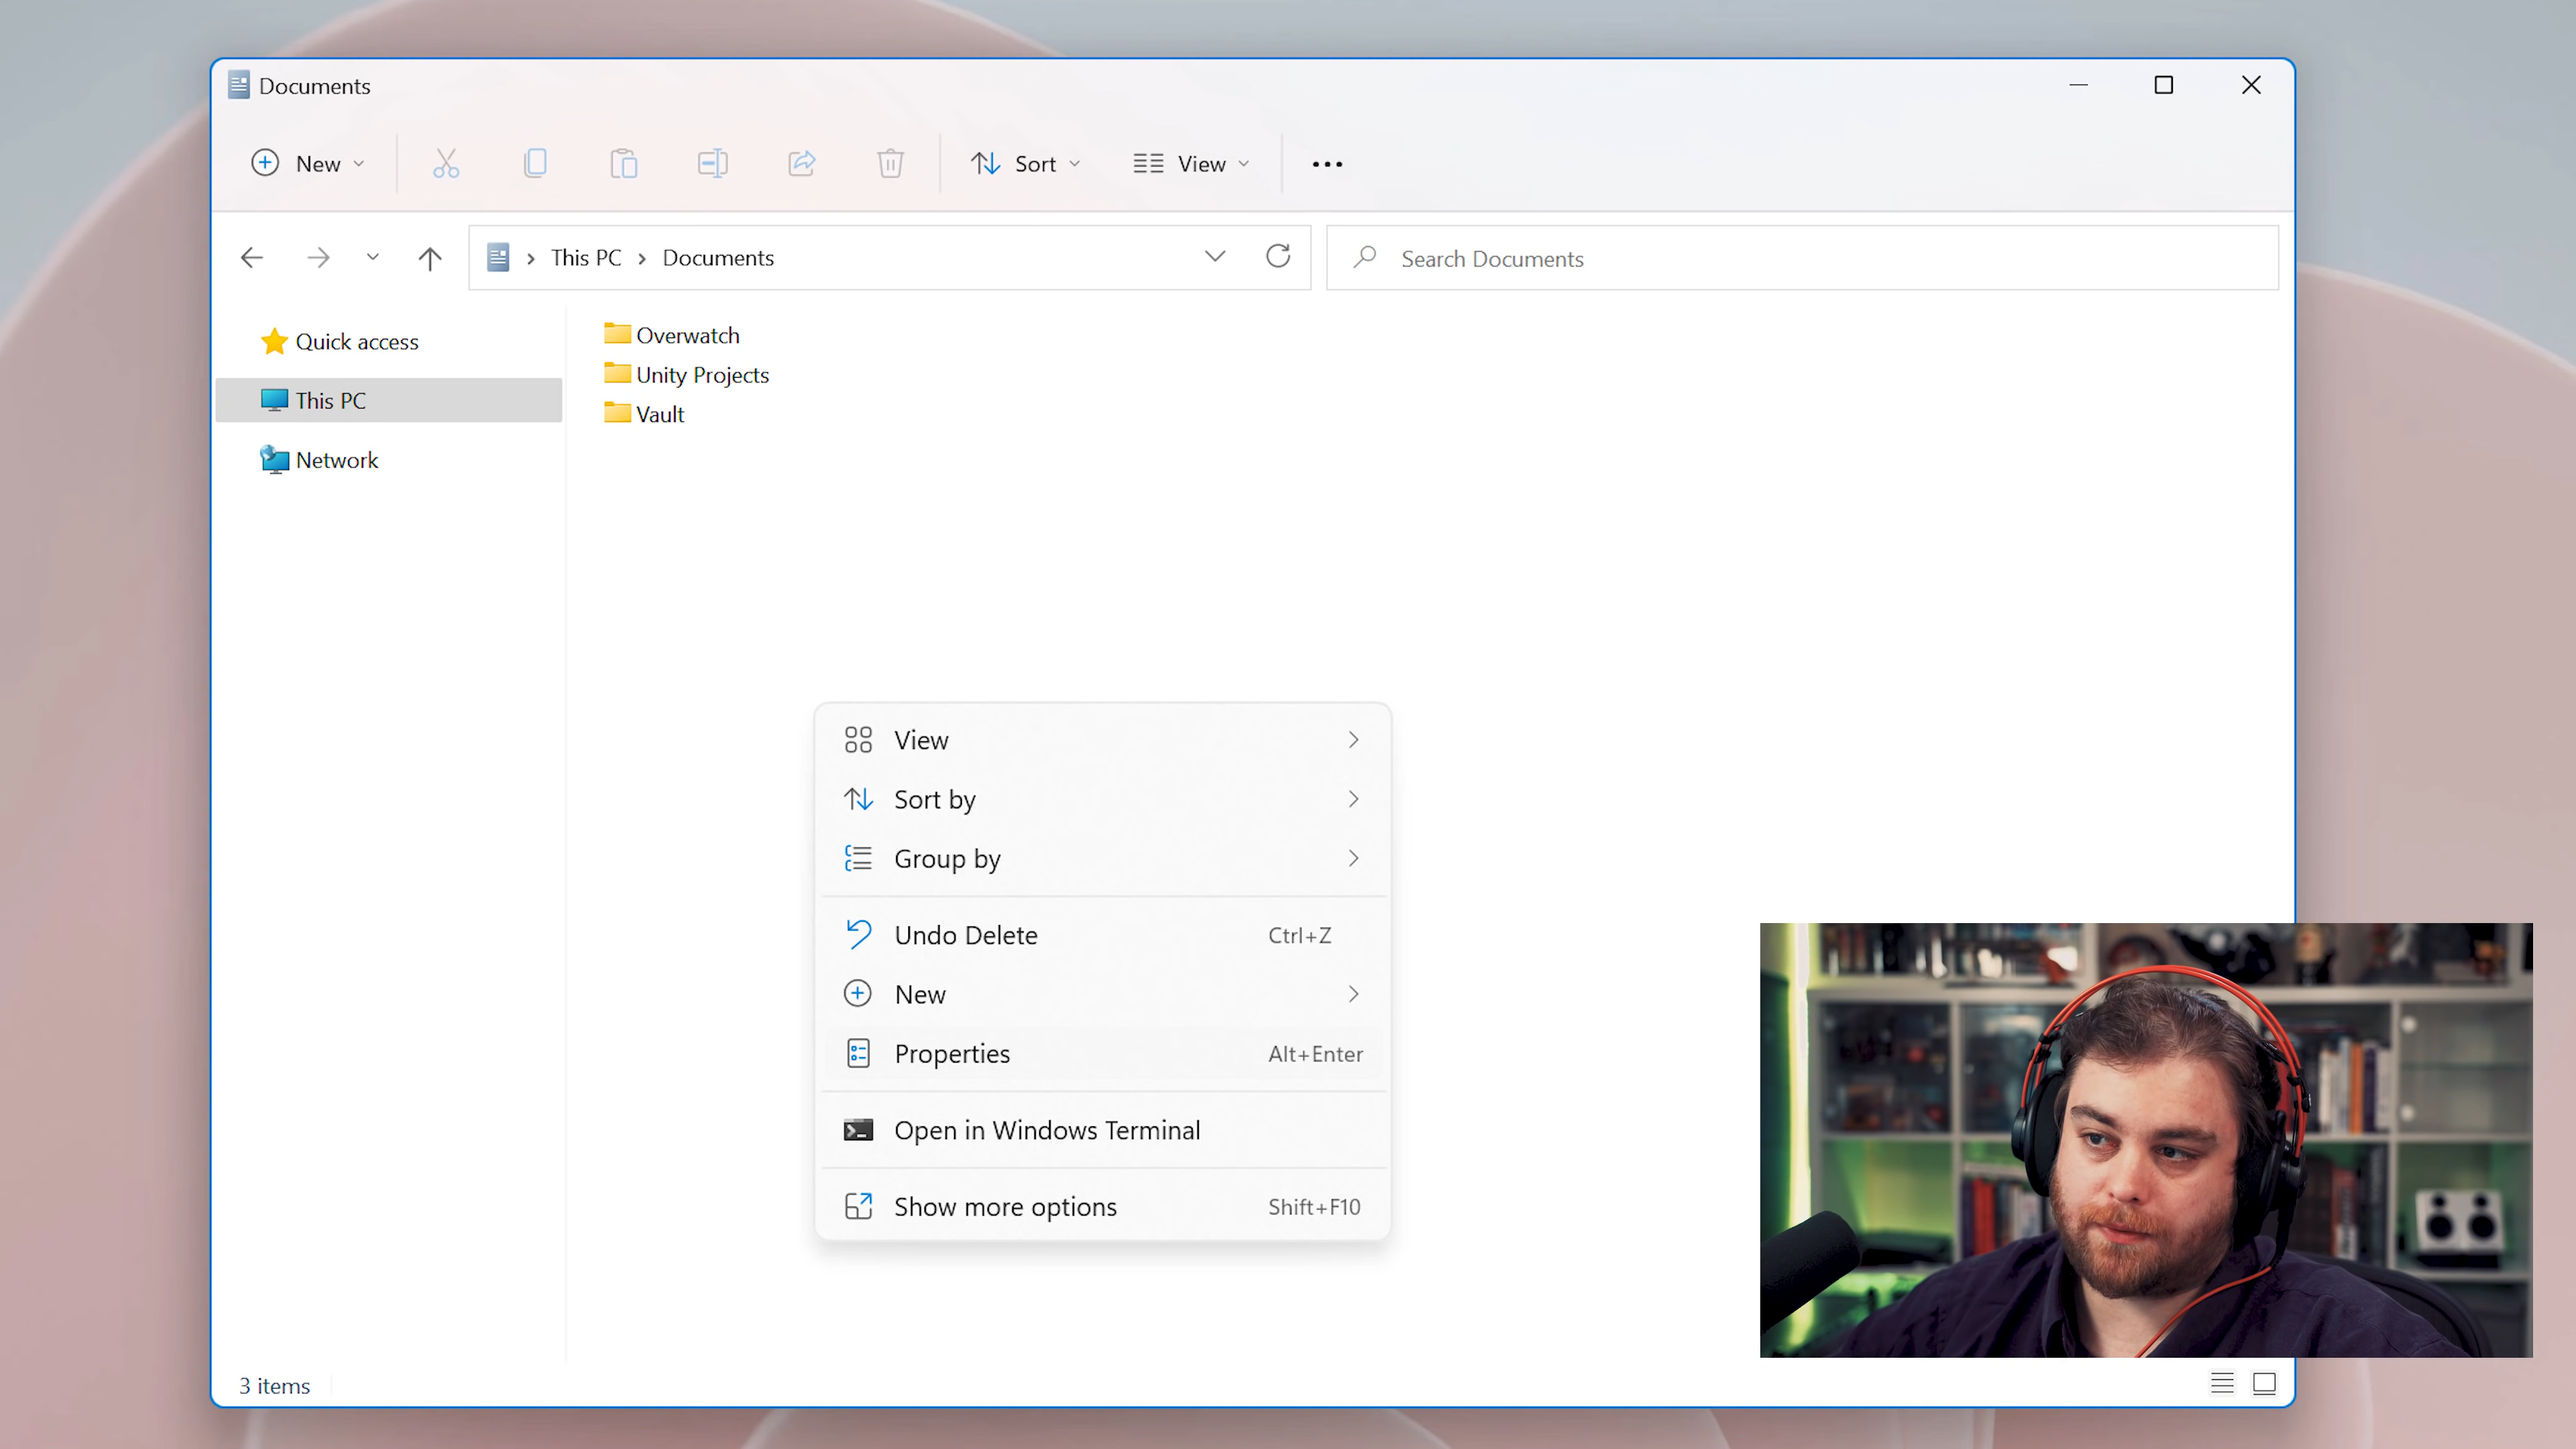 Documents
New
Sort
View
This PC
Documents
Search Documents
Quick access
This PC
Network
Overwatch
Unity Projects
Vault
View
Sort by
Group by
Undo Delete Ctrl+Z
New
Properties Alt+Enter
Open in Windows Terminal
Show more options Shift+F10
3 items